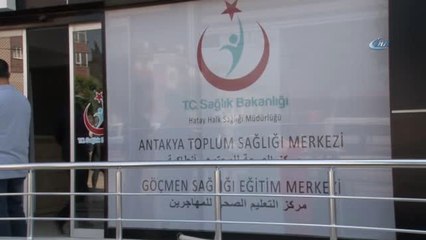 T.C. Sağlık Bakanlığı
Hatay Halk Sağlığı Müdürlüğü
ANTAKYA TOPLUM SAĞLIĞI MERKEZİ
GÖÇMEN SAĞLIĞI EĞİTİM MERKEZİ
مركز التعليم الصحي للمهاجرين